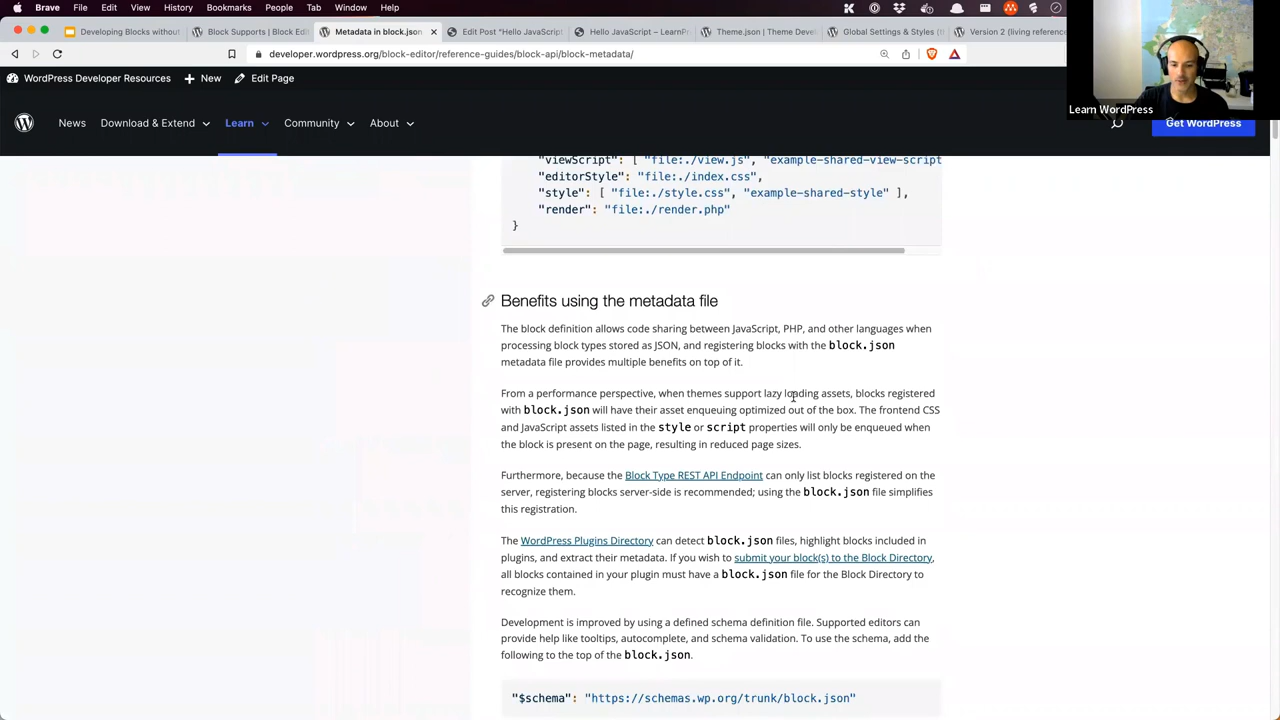 Brave File Edit View History Bookmarks People Tab Window Help
Developing Blocks without
Block Supports | Block Edit
Metadata in block.json
Edit Post "Hello JavaScript
Hello JavaScript – LearnPr
Theme.json | Theme Deve
Global Settings & Styles (t
Version 2 (living reference
developer.wordpress.org/block-editor/reference-guides/block-api/block-metadata/
WordPress Developer Resources New Edit Page
Learn WordPress
News Download & Extend Learn Community About Get WordPress
"viewScript": [ "file:./view.js", "example-shared-view-script
"editorStyle": "file:./index.css",
"style": [ "file:./style.css", "example-shared-style" ],
"render": "file:./render.php"
}
Benefits using the metadata file
The block definition allows code sharing between JavaScript, PHP, and other languages when
processing block types stored as JSON, and registering blocks with the block.json
metadata file provides multiple benefits on top of it.
From a performance perspective, when themes support lazy loading assets, blocks registered
with block.json will have their asset enqueuing optimized out of the box. The frontend CSS
and JavaScript assets listed in the style or script properties will only be enqueued when
the block is present on the page, resulting in reduced page sizes.
Furthermore, because the Block Type REST API Endpoint can only list blocks registered on the
server, registering blocks server-side is recommended; using the block.json file simplifies
this registration.
The WordPress Plugins Directory can detect block.json files, highlight blocks included in
plugins, and extract their metadata. If you wish to submit your block(s) to the Block Directory,
all blocks contained in your plugin must have a block.json file for the Block Directory to
recognize them.
Development is improved by using a defined schema definition file. Supported editors can
provide help like tooltips, autocomplete, and schema validation. To use the schema, add the
following to the top of the block.json.
"$schema": "https://schemas.wp.org/trunk/block.json"